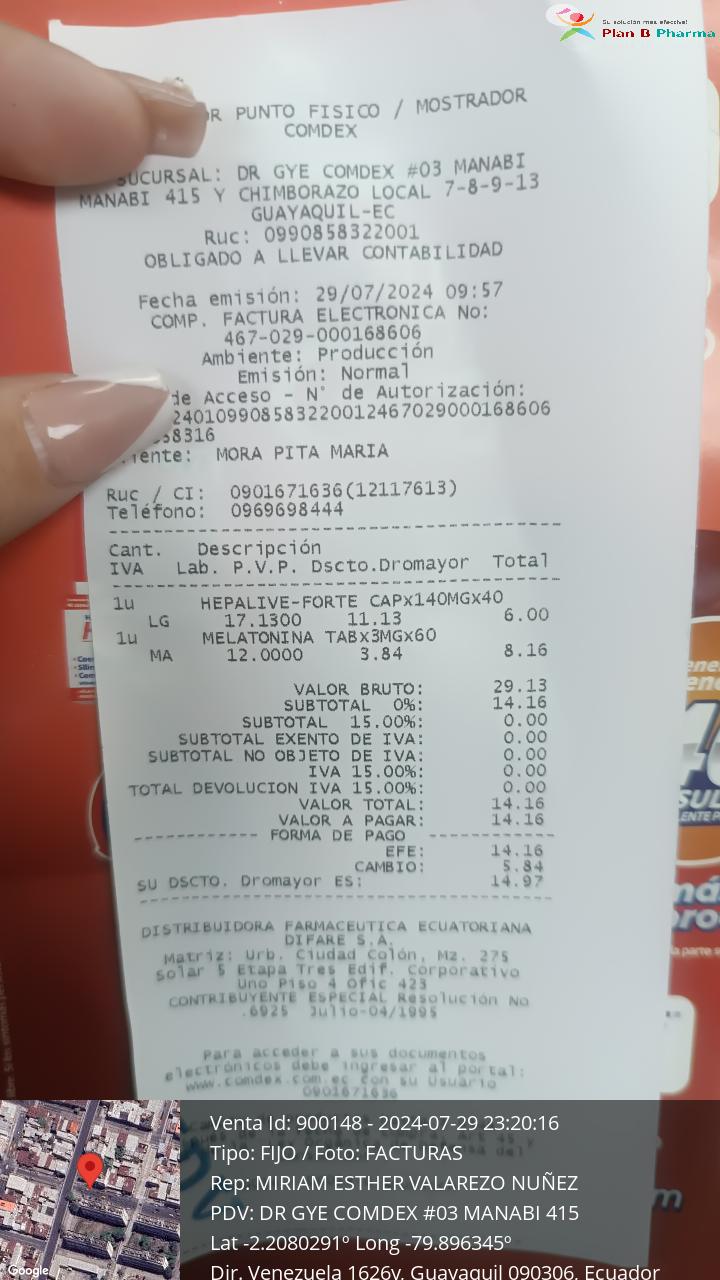 Su solución más efectiva!
Plan B Pharma
OR PUNTO FISICO / MOSTRADOR
COMDEX
SUCURSAL: DR GYE COMDEX #03 MANABI
MANABI 415 Y CHIMBORAZO LOCAL 7-8-9-13
GUAYAQUIL-EC
Ruc: 0990858322001
OBLIGADO A LLEVAR CONTABILIDAD
Fecha emisión: 29/07/2024 09:57
COMP. FACTURA ELECTRONICA No:
467-029-000168606
Ambiente: Producción
Emisión: Normal
de Acceso - N° de Autorización:
240109908583220012467029000168606
58316
MORA PITA MARIA
Ruc / CI: 0901671636(12117613)
Teléfono: 0969698444
Cant. Descripción
IVA Lab. P.V.P. Dscto.Dromayor Total
1u HEPALIVE-FORTE CAPx140MGx40
LG 17.1300 11.13 6.00
1u MELATONINA TABx3MGx60
MA 12.0000 3.84 8.16
VALOR BRUTO: 29.13
SUBTOTAL 0%: 14.16
SUBTOTAL 15.00%: 0.00
SUBTOTAL EXENTO DE IVA: 0.00
SUBTOTAL NO OBJETO DE IVA: 0.00
IVA 15.00%: 0.00
TOTAL DEVOLUCION IVA 15.00%: 0.00
VALOR TOTAL: 14.16
VALOR A PAGAR: 14.16
FORMA DE PAGO
EFE: 14.16
CAMBIO: 5.84
SU DSCTO. Dromayor ES: 14.97
DISTRIBUIDORA FARMACEUTICA ECUATORIANA
DIFARE S.A.
Matriz: Urb. Ciudad Colón, Mz. 275
Solar 5 Etapa Tres Edif. Corporativo
Uno Piso 4 Ofic 423
CONTRIBUYENTE ESPECIAL Resolución No
.6925 Julio-04/1995
Para acceder a sus documentos
electrónicos debe ingresar al portal:
www.comdex.com.ec con su Usuario
0901671636
Venta Id: 900148 - 2024-07-29 23:20:16
Tipo: FIJO / Foto: FACTURAS
Rep: MIRIAM ESTHER VALAREZO NUÑEZ
PDV: DR GYE COMDEX #03 MANABI 415
Lat -2.2080291º Long -79.896345º
Dir. Venezuela 1626y, Guayaquil 090306, Ecuador
Google